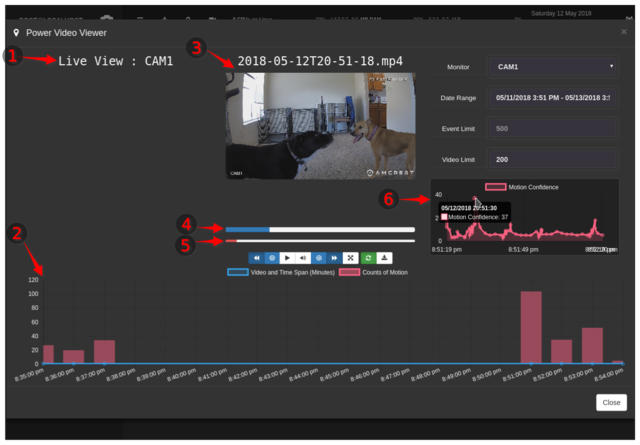 Saturday 12 May 2018
Power Video Viewer
×
1
Live View : CAM1
3
2018-05-12T20-51-18.mp4
Monitor
CAM1
Date Range
05/11/2018 3:51 PM - 05/13/2018 3:5
Event Limit
500
Video Limit
200
CAM1
AMCREST
6
Motion Confidence
40
05/12/2018 20:51:30
Motion Confidence: 37
2
0
8:51:19 pm
8:51:49 pm
4
5
2
Video and Time Span (Minutes)
Counts of Motion
120
100
80
60
40
20
0
8:35:00 pm
8:36:00 pm
8:37:00 pm
8:38:00 pm
8:39:00 pm
8:40:00 pm
8:41:00 pm
8:42:00 pm
8:43:00 pm
8:44:00 pm
8:45:00 pm
8:46:00 pm
8:47:00 pm
8:48:00 pm
8:49:00 pm
8:50:00 pm
8:51:00 pm
8:52:00 pm
8:53:00 pm
8:54:00 pm
Close